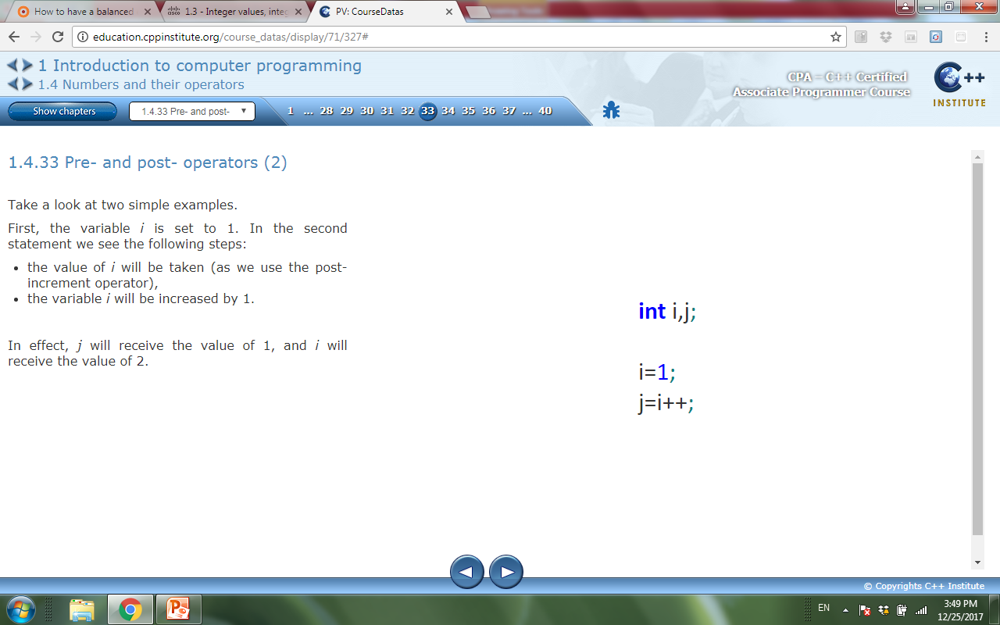 How to have a balanced
1.3 - Integer values, integ
PV: CourseDatas
education.cppinstitute.org/course_datas/display/71/327#
1 Introduction to computer programming
1.4 Numbers and their operators
CPA – C++ Certified
Associate Programmer Course
C++
INSTITUTE
Show chapters
1.4.33 Pre- and post-
1 ... 28 29 30 31 32 33 34 35 36 37 ... 40
1.4.33 Pre- and post- operators (2)
Take a look at two simple examples.
First, the variable i is set to 1. In the second
statement we see the following steps:
• the value of i will be taken (as we use the post-
increment operator),
• the variable i will be increased by 1.
In effect, j will receive the value of 1, and i will
receive the value of 2.
int i,j;
i=1;
j=i++;
© Copyrights C++ Institute
EN
3:49 PM
12/25/2017